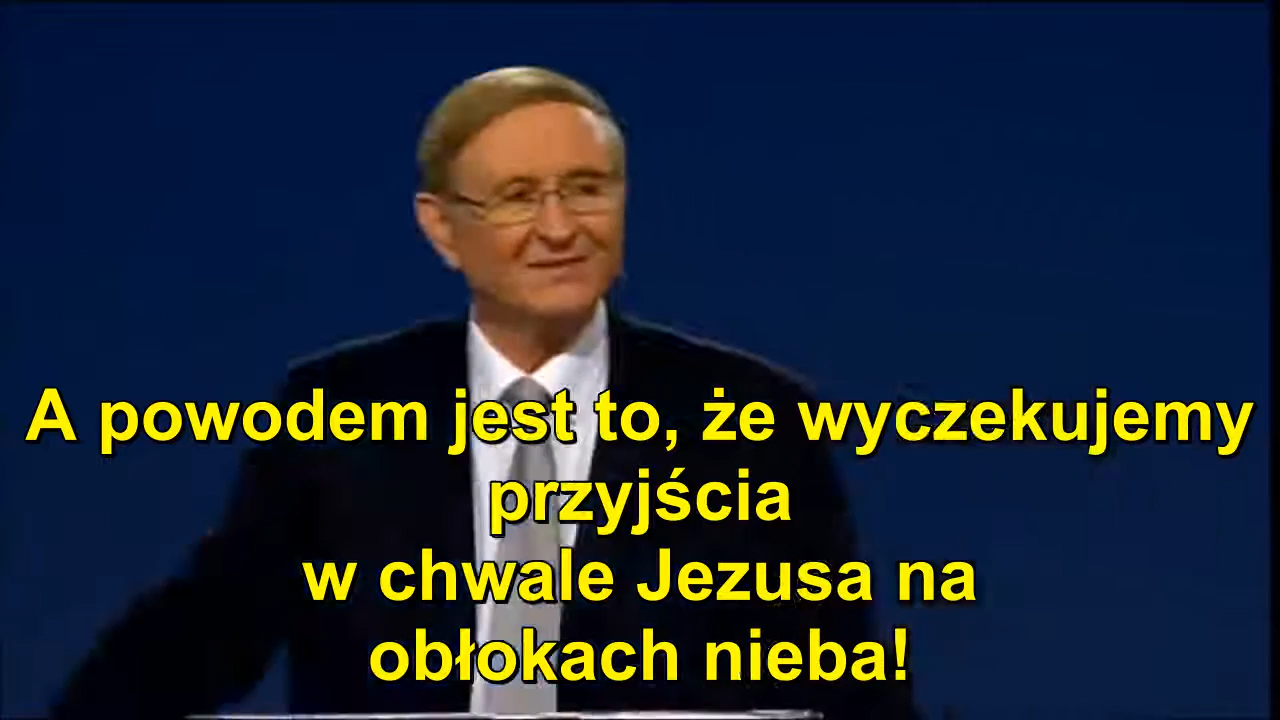 A powodem jest to, że wyczekujemy
przyjścia
w chwale Jezusa na
obłokach nieba!